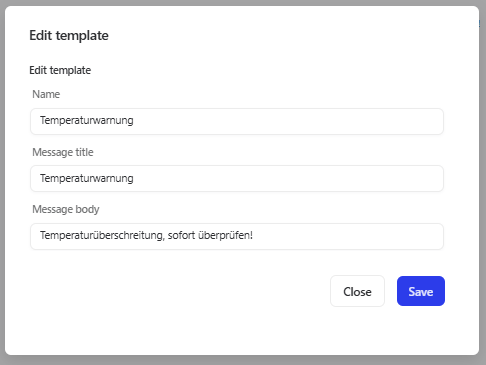 Edit template
Edit template
Name
Temperaturwarnung
Message title
Temperaturwarnung
Message body
Temperaturüberschreitung, sofort überprüfen!
Close Save